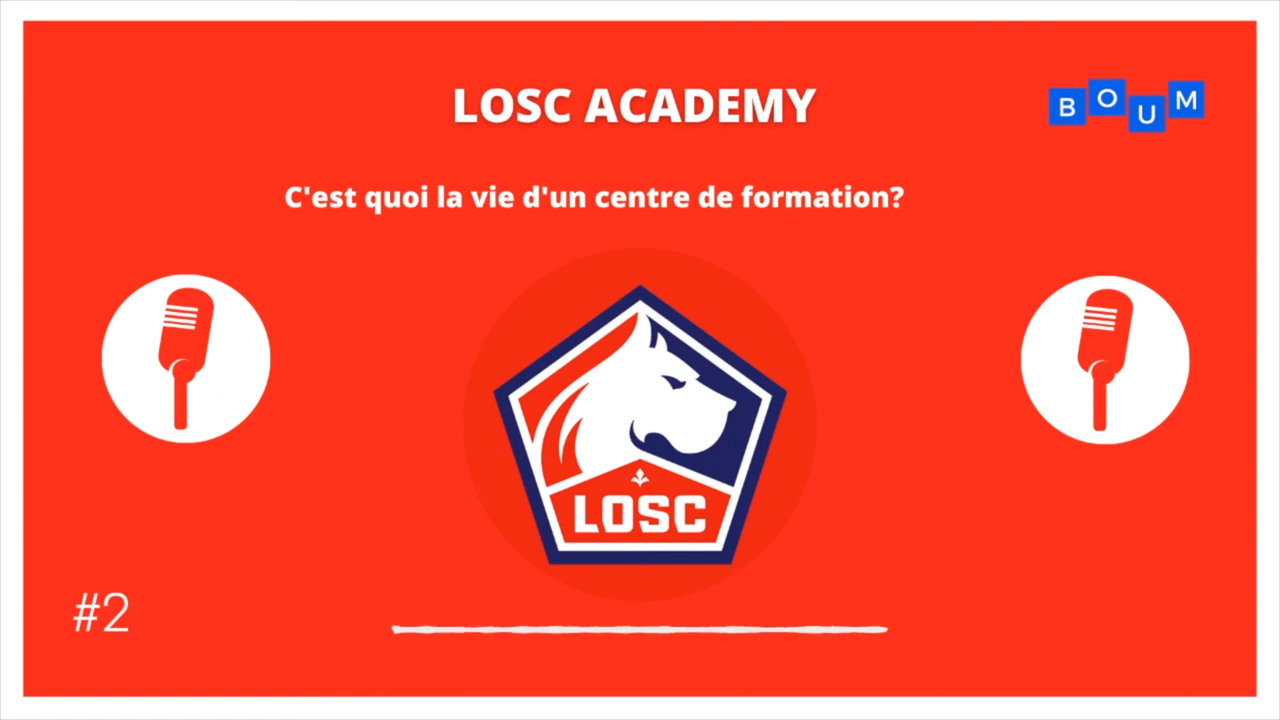 LOSC ACADEMY
BOUM
C'est quoi la vie d'un centre de formation?
LOSC
#2